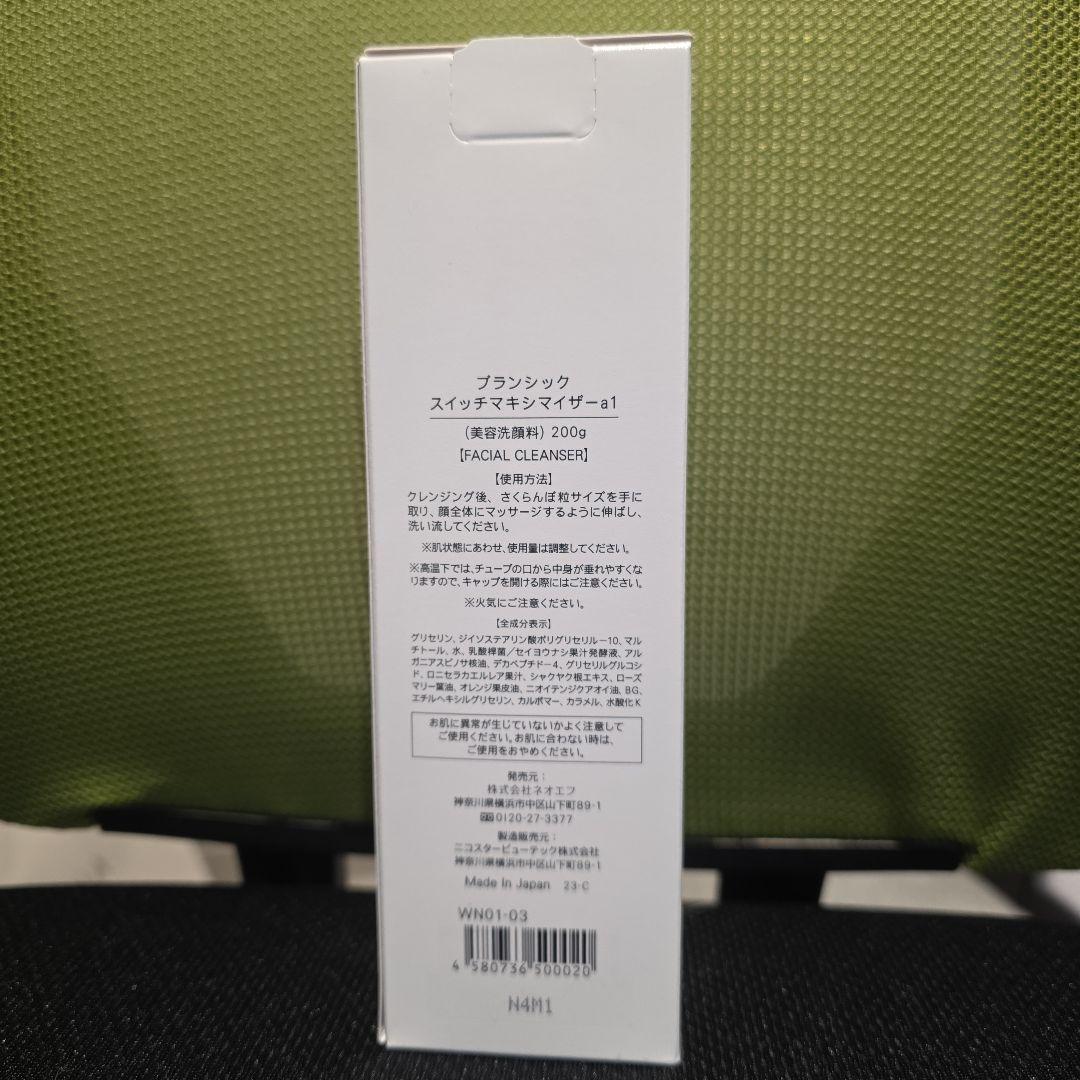 ブランシック
スイッチマキシマイザーa1
(美容洗顔料) 200g
【FACIAL CLEANSER】
【使用方法】
クレンジング後、さくらんぼ粒サイズを手に
取り、顔全体にマッサージするように伸ばし、
洗い流してください。
※肌状態にあわせ、使用量は調整してください。
※高温下では、チューブの口から中身が垂れやすくな
りますので、キャップを開ける際にはご注意ください。
※火気にご注意ください。
【全成分表示】
グリセリン、ジイソステアリン酸ポリグリセリル－10、マル
チトール、水、乳酸桿菌／セイヨウナシ果汁発酵液、アル
ガニアスピノサ核油、デカペプチド－4、グリセリルグルコシ
ド、ロニセラカエルレア果汁、シャクヤク根エキス、ローズ
マリー葉油、オレンジ果皮油、ニオイテンジクアオイ油、BG、
エチルヘキシルグリセリン、カルボマー、カラメル、水酸化K
お肌に異常が生じていないかよく注意して
ご使用ください。お肌に合わない時は、
ご使用をおやめください。
発売元：
株式会社ネオエフ
神奈川県横浜市中区山下町89-1
0120-27-3377
製造販売元：
ニコスタービューテック株式会社
神奈川県横浜市中区山下町89-1
Made In Japan 23-C
WN01-03
4 580736 500020
N4M1